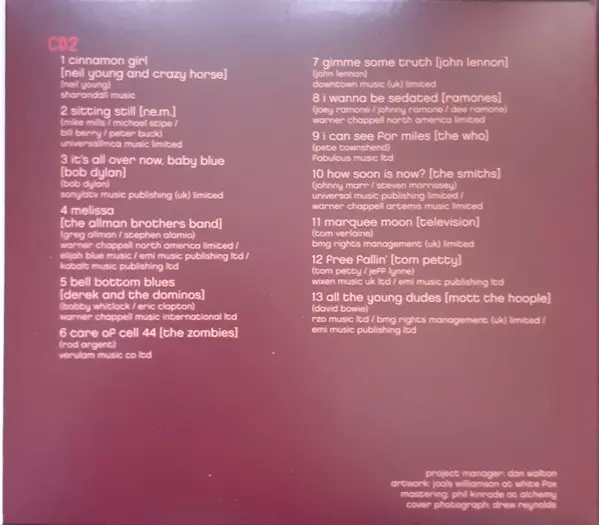 CD2
1 cinnamon girl
[neil young and crazy horse]
(neil young)
sharandall music
2 sitting still [r.e.m.]
(mike mills / michael stipe /
bill berry / peter buck)
universal/mca music limited
3 it's all over now, baby blue
[bob dylan]
(bob dylan)
sony/atv music publishing (uk) limited
4 melissa
[the allman brothers band]
(greg allman / stephen alamio)
warner chappell north america limited /
elijah blue music / emi music publishing ltd /
kobalt music publishing ltd
5 bell bottom blues
[derek and the dominos]
(bobby whitlock / eric clapton)
warner chappell music international ltd
6 care of cell 44 [the zombies]
(rod argent)
verulam music co ltd
7 gimme some truth [john lennon]
(john lennon)
downtown music (uk) limited
8 i wanna be sedated [ramones]
(joey ramone / johnny ramone / dee ramone)
warner chappell north america limited
9 i can see for miles [the who]
(pete townshend)
fabulous music ltd
10 how soon is now? [the smiths]
(johnny marr / steven morrissey)
universal music publishing limited /
warner chappell artemis music limited
11 marquee moon [television]
(tom verlaine)
bmg rights management (uk) limited
12 free fallin' [tom petty]
(tom petty / jeff lynne)
wixen music uk ltd / emi music publishing ltd
13 all the young dudes [mott the hoople]
(david bowie)
rzo music ltd / bmg rights management (uk) limited /
emi music publishing ltd
project manager: dan walton
artwork: jools williamson at white fox
mastering: phil kinrade at alchemy
cover photograph: drew reynolds